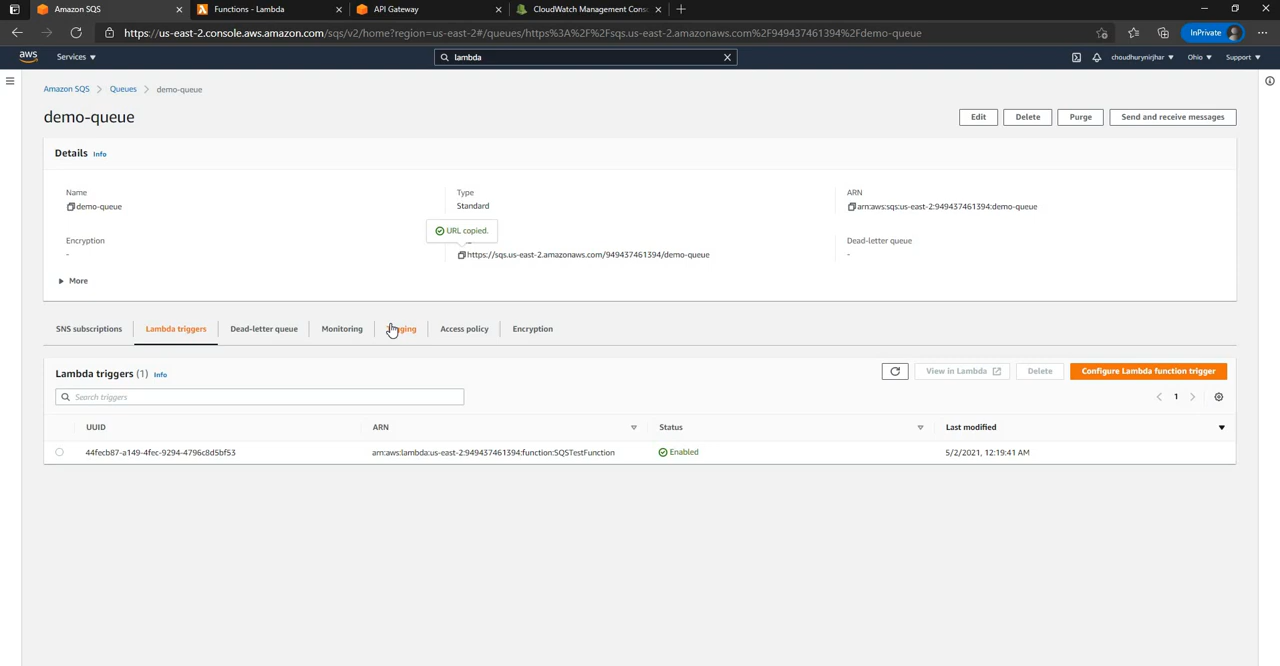 Amazon SQS
Functions - Lambda
API Gateway
CloudWatch Management Cons
https://us-east-2.console.aws.amazon.com/sqs/v2/home?region=us-east-2#/queues/https%3A%2F%2Fsqs.us-east-2.amazonaws.com%2F949437461394%2Fdemo-queue
InPrivate
aws
Services
lambda
choudhurynirjhar
Ohio
Support
Amazon SQS
Queues
demo-queue
demo-queue
Edit
Delete
Purge
Send and receive messages
Details Info
Name
Type
ARN
demo-queue
Standard
arn:aws:sqs:us-east-2:949437461394:demo-queue
URL copied.
Encryption
Dead-letter queue
-
https://sqs.us-east-2.amazonaws.com/949437461394/demo-queue
-
More
SNS subscriptions
Lambda triggers
Dead-letter queue
Monitoring
Access policy
Encryption
Lambda triggers (1) Info
View in Lambda
Delete
Configure Lambda function trigger
Search triggers
1
UUID
ARN
Status
Last modified
44fecb87-a149-4fec-9294-4796c8d5bf53
arn:aws:lambda:us-east-2:949437461394:function:SQSTestFunction
Enabled
5/2/2021, 12:19:41 AM